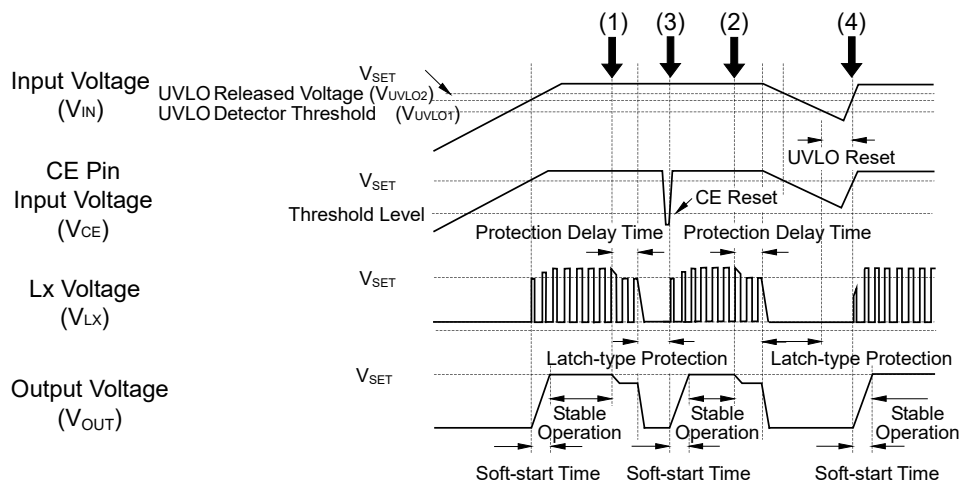 (1) (3) (2) (4)
Input Voltage
(VIN)
VSET
UVLO Released Voltage (VUVLO2)
UVLO Detector Threshold (VUVLO1)
UVLO Reset
CE Pin
Input Voltage
(VCE)
VSET
Threshold Level
CE Reset
Protection Delay Time Protection Delay Time
Lx Voltage
(VLX)
VSET
Latch-type Protection Latch-type Protection
Output Voltage
(VOUT)
VSET
Stable
Operation
Stable
Operation
Stable
Operation
Soft-start Time Soft-start Time Soft-start Time